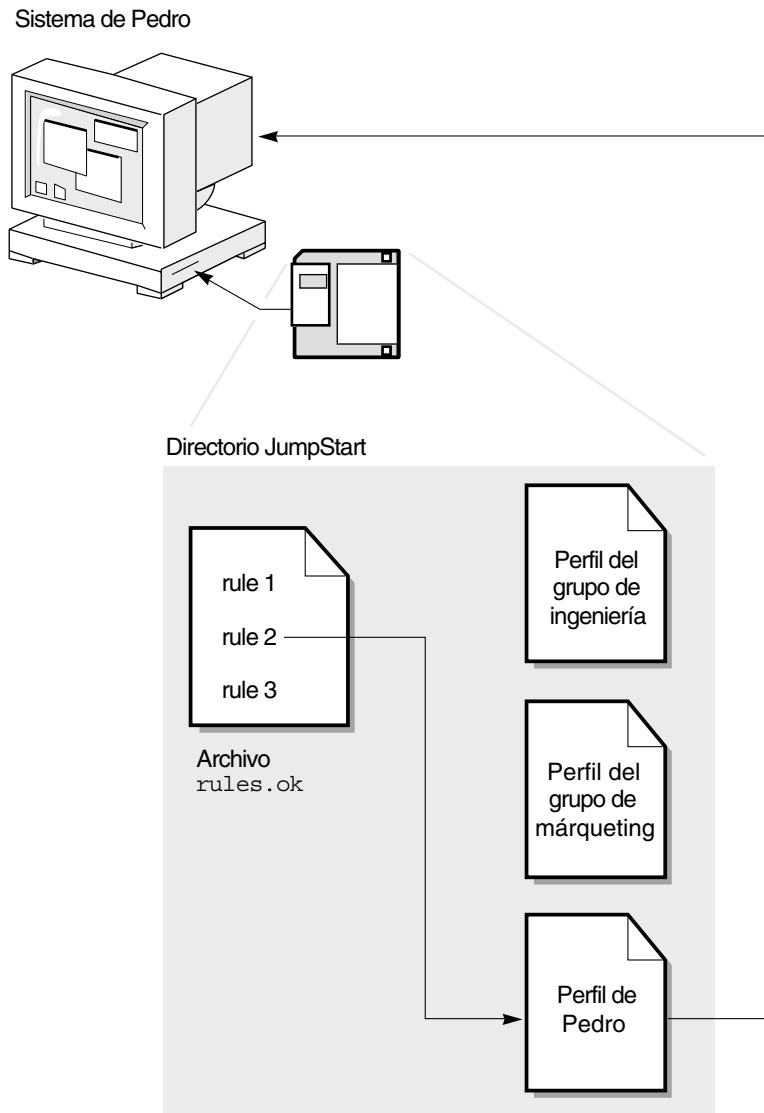 Sistema de Pedro
Directorio JumpStart
rule 1
rule 2
rule 3
Archivo
rules.ok
Perfil del
grupo de
ingeniería
Perfil del
grupo de
márqueting
Perfil de
Pedro